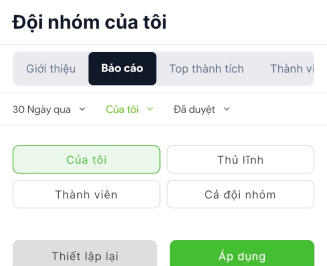 Đội nhóm của tôi
Giới thiệu Báo cáo Top thành tích Thành vi
30 Ngày qua Của tôi Đã duyệt
Của tôi Thủ lĩnh
Thành viên Cả đội nhóm
Thiết lập lại Áp dụng